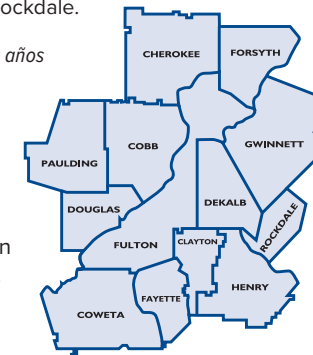 ockdale.
años
n
CHEROKEE
FORSYTH
COBB
GWINNETT
PAULDING
DOUGLAS
DEKALB
ROCKDALE
FULTON
CLAYTON
HENRY
FAYETTE
COWETA